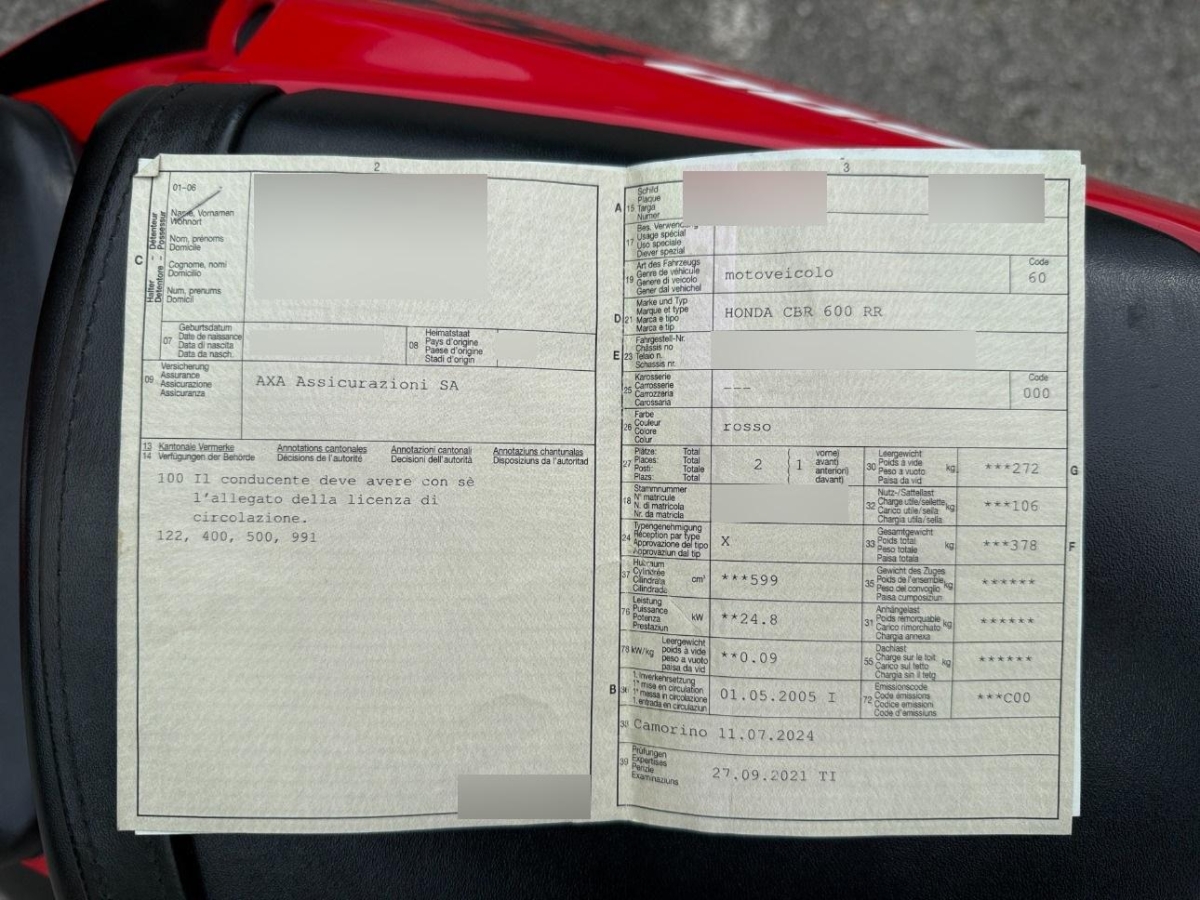 2
01-06
Name, Vornamen
Wohnort
Nom, prénoms
Domicile
Cognome, nomi
Domicilio
Num, prenums
Domicil
C
Halter - Détenteur
Detentore - Possessur
07
Geburtsdatum
Date de naissance
Data di nascita
Data da nasch.
08
Heimatstaat
Pays d'origine
Paese d'origine
Stadi d'origin
09
Versicherung
Assurance
Assicurazione
Assicuranza
AXA Assicurazioni SA
13 Kantonale Vermerke
14 Verfügungen der Behörde
Annotations cantonales
Décisions de l'autorité
Annotazioni cantonali
Decisioni dell'autorità
Annotaziuns chantunalas
Disposiziuns da l'autoritad
100 Il conducente deve avere con sè
l'allegato della licenza di
circolazione.
122, 400, 500, 991
3
A 15
Schild
Plaque
Targa
Numer
17
Usage spécial
Uso speciale
Diever spezial
19
Art des Fahrzeugs
Genre de véhicule
Genere di veicolo
Gener dal vehichel
motoveicolo
Code
60
D 21
Marke und Typ
Marque et type
Marca e tipo
Marca e tip
HONDA CBR 600 RR
E 23
Fahrgestell-Nr.
Châssis no
Telaio n.
Schassis nr.
25
Karosserie
Carrosserie
Carrozzeria
Carossaria
---
Code
000
26
Farbe
Couleur
Colore
Colur
rosso
27
Plätze: Total
Places: Total
Posti: Totale
Plazs: Total
2 ( 1
vorne)
avant)
anteriori)
davant)
30
Leergewicht
Poids à vide
Peso a vuoto
Paisa da vid
kg
***272
G
18
Stammnummer
N° matricule
N. di matricola
Nr. da matricla
32
Nutz-/Sattellast
Charge utile/sellette
Carico utile/sella
Chargia utila/sella
kg
***106
24
Typengenehmigung
Réception par type
Approvazione del tipo
Approvaziun dal tip
X
33
Gesamtgewicht
Poids total
Peso totale
Paisa totala
kg
***378
F
37
Hubraum
Cylindrée
Cilindrata
Cilindrada
cm³
***599
35
Gewicht des Zuges
Poids de l'ensemble
Peso del convoglio
Paisa cumposiziun
kg
******
76
Leistung
Puissance
Potenza
Prestaziun
kW
**24.8
31
Anhängelast
Poids remorquable
Carico rimorchiato
Chargia annexa
kg
******
78 kW/kg
Leergewicht
poids à vide
peso a vuoto
paisa da vid
**0.09
55
Dachlast
Charge sur le toit
Carico sul tetto
Chargia sin il tetg
kg
******
B 36
1. Inverkehrsetzung
1re mise en circulation
1a messa in circolazione
1. entrada en circulaziun
01.05.2005 I
72
Emissionscode
Code émissions
Codice emissioni
Code d'emissiuns
***C00
38 Camorino 11.07.2024
39
Prüfungen
Expertises
Perizie
Examinaziuns
27.09.2021 TI